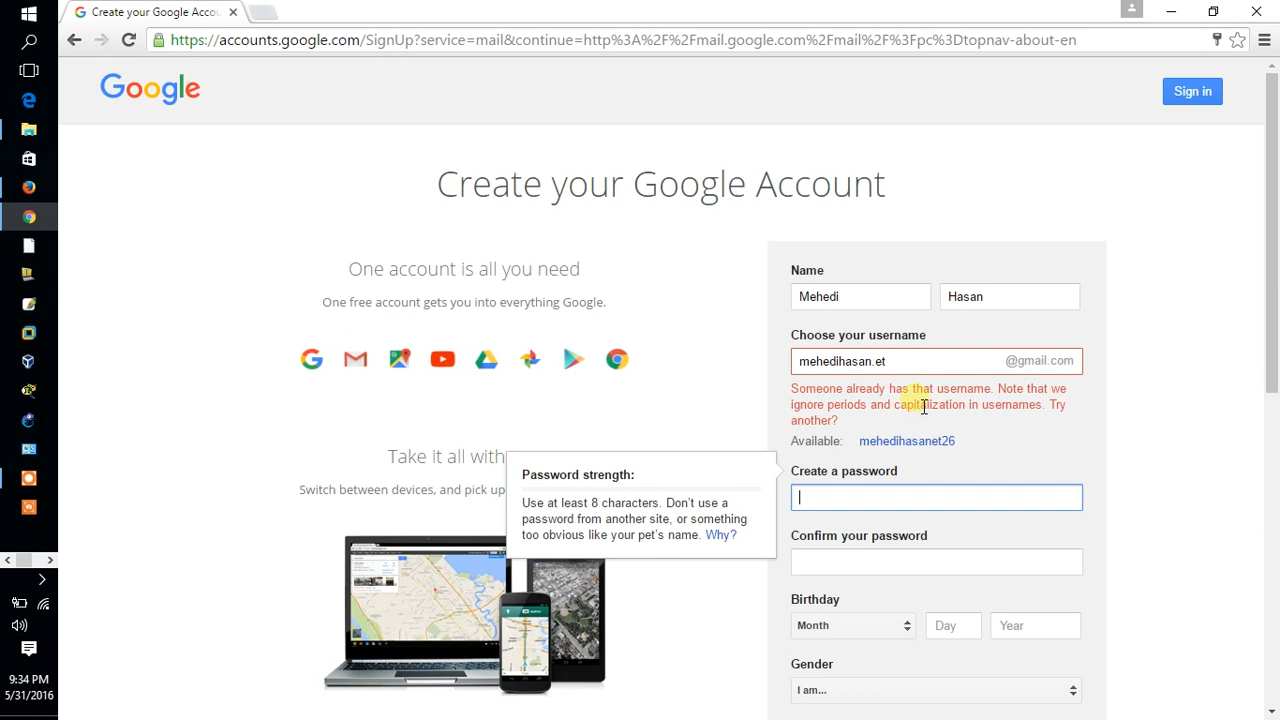 Create your Google Accou
https://accounts.google.com/SignUp?service=mail&continue=http%3A%2F%2Fmail.google.com%2Fmail%2F%3Fpc%3Dtopnav-about-en
Google
Sign in
Create your Google Account
One account is all you need
One free account gets you into everything Google.
Take it all with
Switch between devices, and pick up
Name
Mehedi Hasan
Choose your username
mehedihasan.et @gmail.com
Someone already has that username. Note that we
ignore periods and capitalization in usernames. Try
another?
Available: mehedihasanet26
Create a password
Password strength:
Use at least 8 characters. Don't use a
password from another site, or something
too obvious like your pet's name. Why?
Confirm your password
Birthday
Month Day Year
Gender
I am...
9:34 PM
5/31/2016